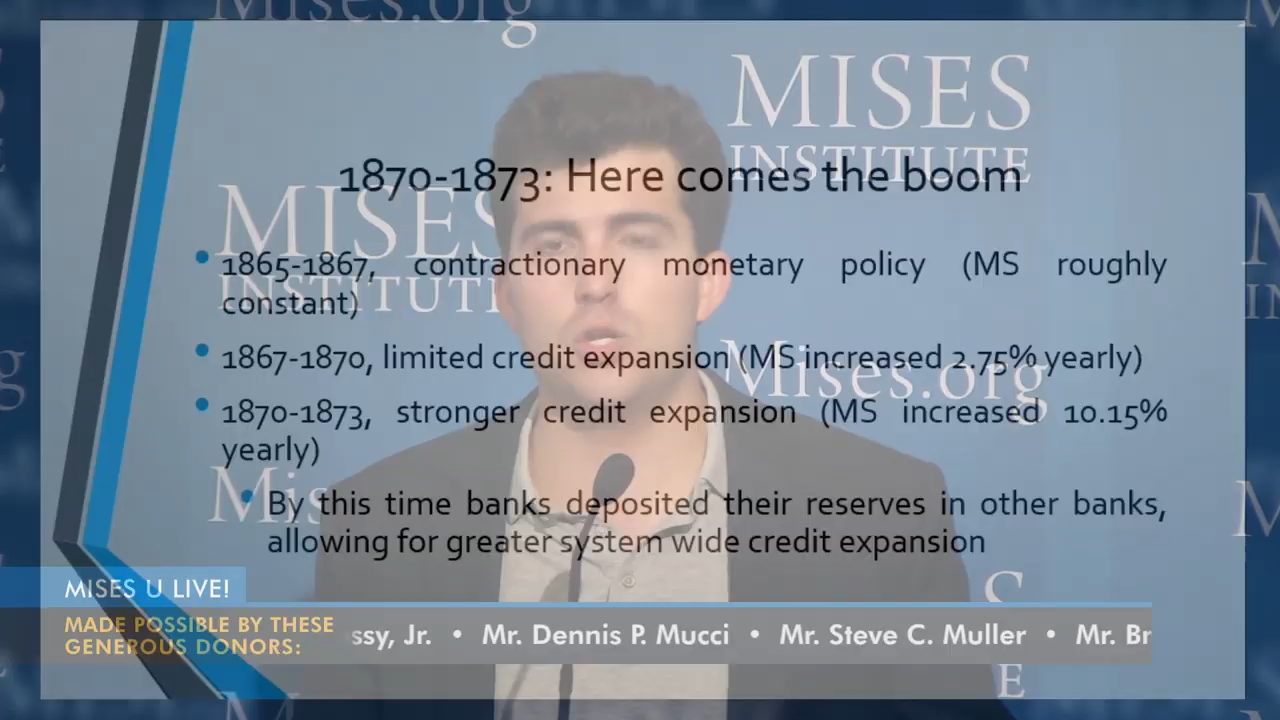 Mises.org
MISES
INSTITUTE
1870-1873: Here comes the boom
MISES
INSTITUTE
• 1865-1867, contractionary monetary policy (MS roughly
constant)
• 1867-1870, limited credit expansion (MS increased 2.75% yearly)
Mises.org
• 1870-1873, stronger credit expansion (MS increased 10.15%
yearly)
• By this time banks deposited their reserves in other banks,
allowing for greater system wide credit expansion
MISES U LIVE!
MADE POSSIBLE BY THESE
GENEROUS DONORS:
ssy, Jr. • Mr. Dennis P. Mucci • Mr. Steve C. Muller • Mr. Br